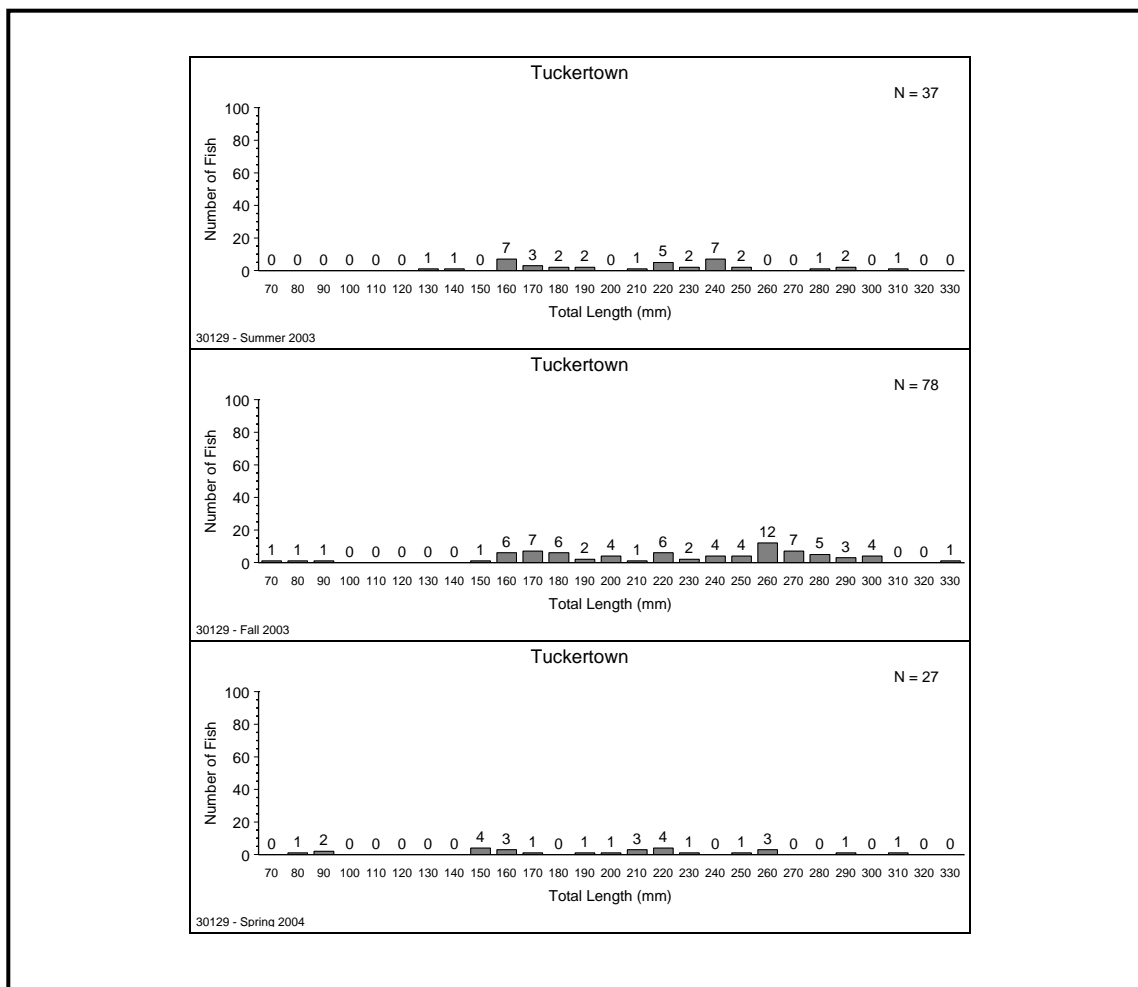 Tuckertown
N = 37
100
80
60
40
20
0
Number of Fish
0 0 0 0 0 0 1 1 0 7 3 2 2 0 1 5 2 7 2 0 0 1 2 0 1 0 0
70 80 90 100 110 120 130 140 150 160 170 180 190 200 210 220 230 240 250 260 270 280 290 300 310 320 330
Total Length (mm)
30129 - Summer 2003
Tuckertown
N = 78
100
80
60
40
20
0
Number of Fish
1 1 1 0 0 0 0 0 1 6 7 6 2 4 1 6 2 4 4 12 7 5 3 4 0 0 1
70 80 90 100 110 120 130 140 150 160 170 180 190 200 210 220 230 240 250 260 270 280 290 300 310 320 330
Total Length (mm)
30129 - Fall 2003
Tuckertown
N = 27
100
80
60
40
20
0
Number of Fish
0 1 2 0 0 0 0 0 4 3 1 0 1 1 3 4 1 0 1 3 0 0 1 0 1 0 0
70 80 90 100 110 120 130 140 150 160 170 180 190 200 210 220 230 240 250 260 270 280 290 300 310 320 330
Total Length (mm)
30129 - Spring 2004